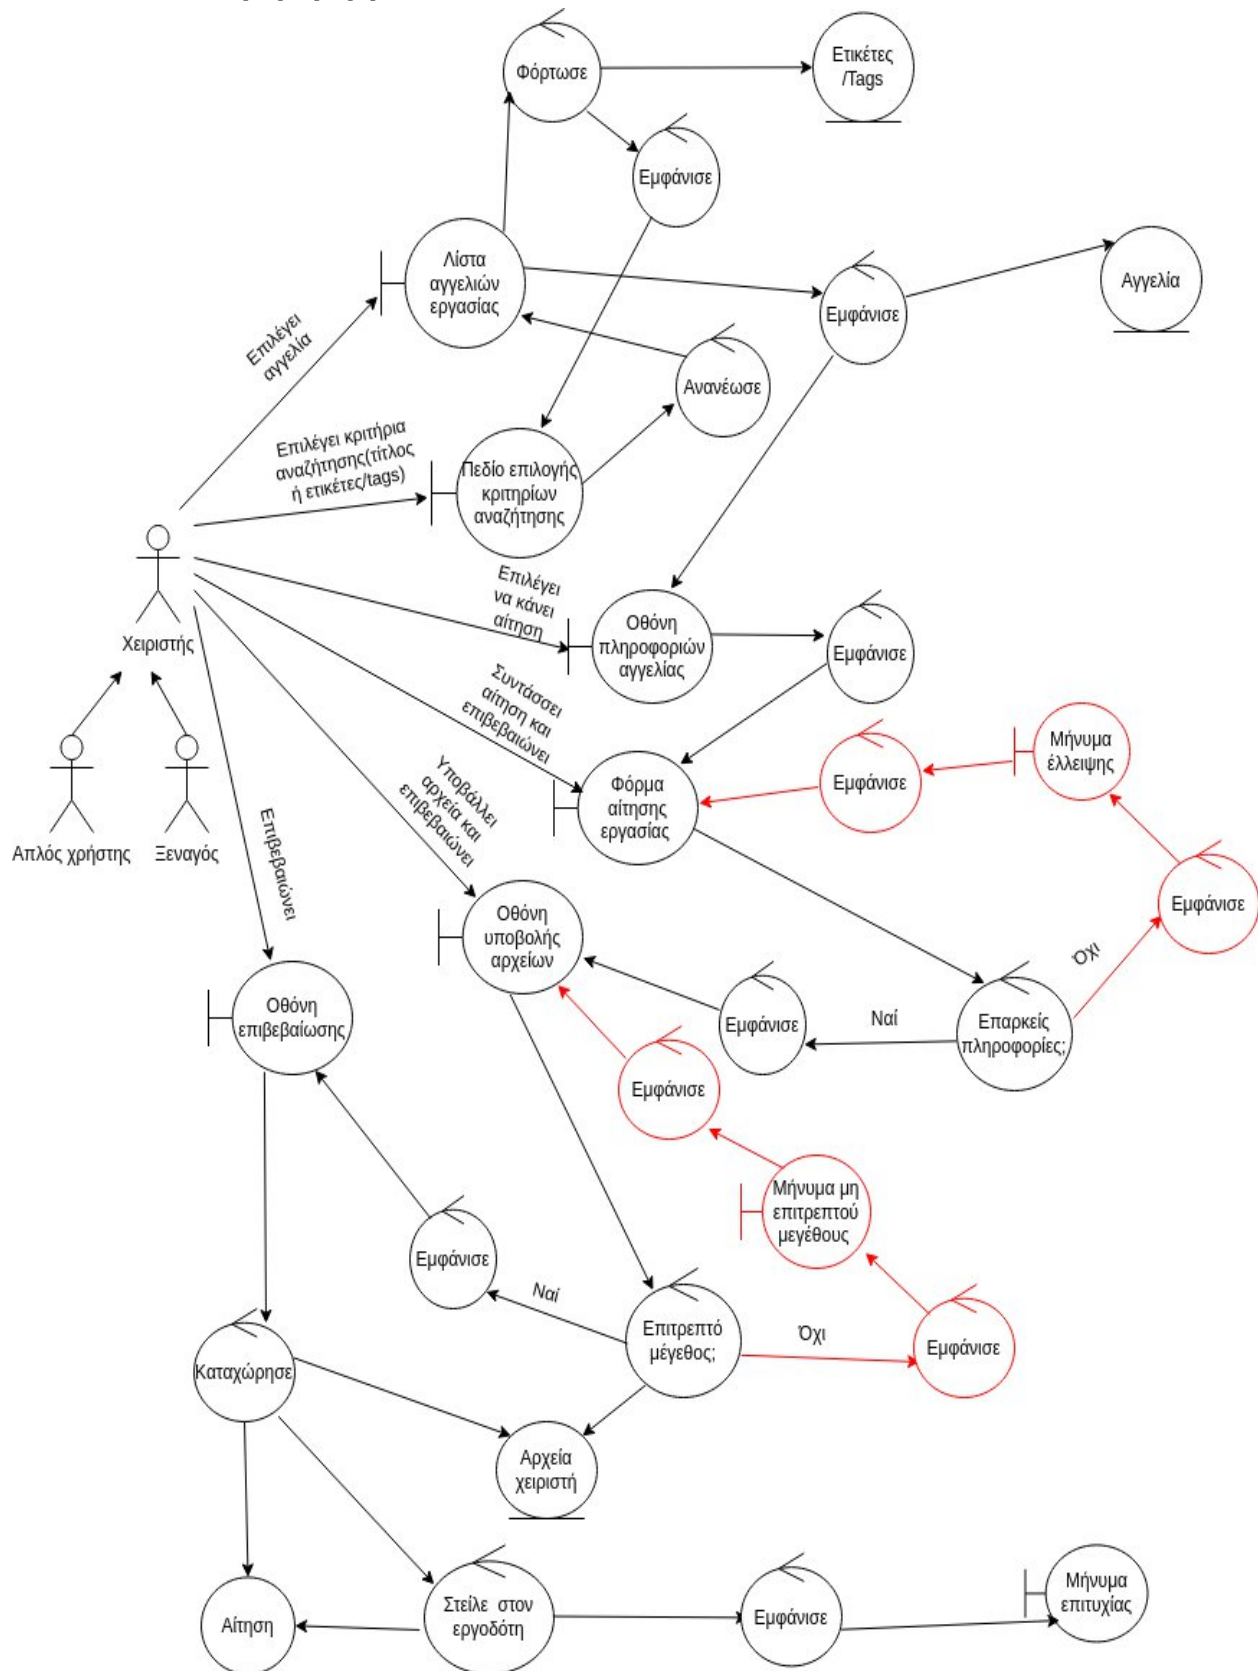 Φόρτωσε
Ετικέτες
/Tags
Εμφάνισε
Λίστα
αγγελιών
εργασίας
Εμφάνισε
Αγγελία
Επιλέγει
αγγελία
Ανανέωσε
Επιλέγει κριτήρια
αναζήτησης(τίτλος
ή ετικέτες/tags)
Πεδίο επιλογής
κριτηρίων
αναζήτησης
Επιλέγει
να κάνει
αίτηση
Οθόνη
πληροφοριών
αγγελίας
Εμφάνισε
Χειριστής
Συντάσσει
αίτηση και
επιβεβαιώνει
Μήνυμα
έλλειψης
Εμφάνισε
Φόρμα
αίτησης
εργασίας
Υποβάλλει
αρχεία και
επιβεβαιώνει
Απλός χρήστης
Ξεναγός
Επιβεβαιώνει
Εμφάνισε
Οθόνη
υποβολής
αρχείων
Όχι
Οθόνη
επιβεβαίωσης
Εμφάνισε
Ναί
Επαρκείς
πληροφορίες;
Εμφάνισε
Μήνυμα μη
επιτρεπτού
μεγέθους
Εμφάνισε
Ναί
Επιτρεπτό
μέγεθος;
Όχι
Εμφάνισε
Καταχώρησε
Αρχεία
χειριστή
Αίτηση
Στείλε στον
εργοδότη
Εμφάνισε
Μήνυμα
επιτυχίας